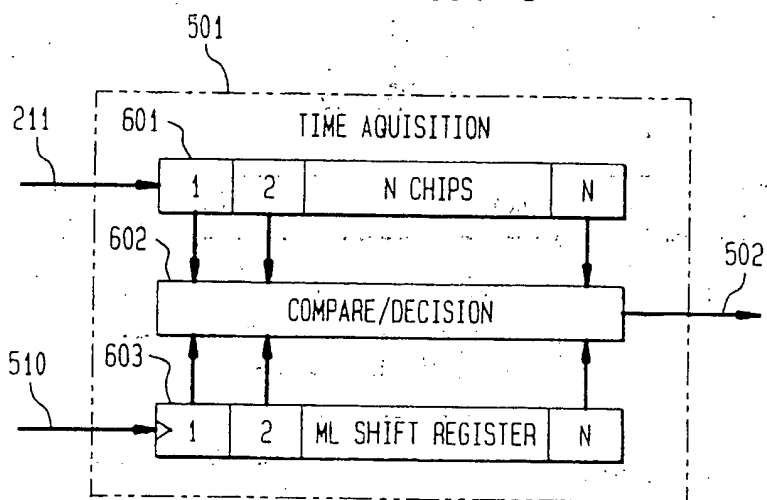 501
211
601
TIME AQUISITION
1 2 N CHIPS N
602
502
COMPARE/DECISION
603
510
1 2 ML SHIFT REGISTER N